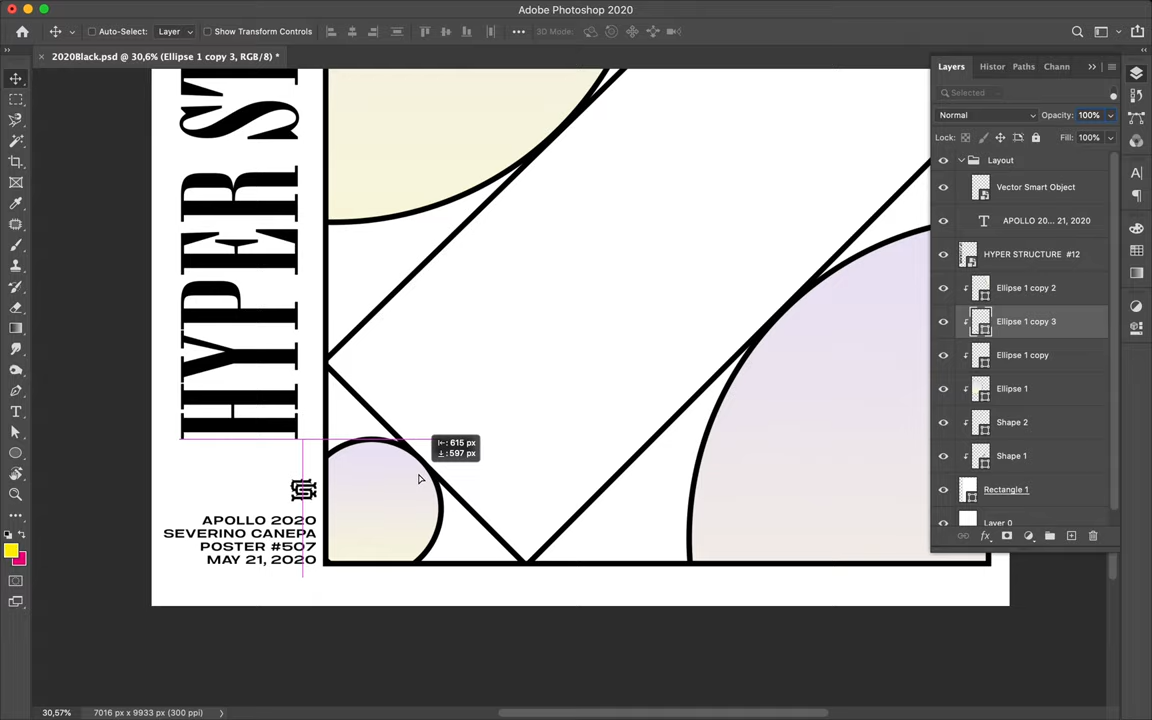 Adobe Photoshop 2020
Auto-Select: Layer Show Transform Controls 3D Mode:
2020Black.psd @ 30,6% (Ellipse 1 copy 3, RGB/8) *
Layers Histor Paths Chann
Selected
Normal Opacity: 100%
Lock: Fill: 100%
Layout
Vector Smart Object
APOLLO 20... 21, 2020
HYPER STRUCTURE #12
Ellipse 1 copy 2
Ellipse 1 copy 3
Ellipse 1 copy
Ellipse 1
Shape 2
Shape 1
Rectangle 1
Layer 0
HYPER ST
: 615 px
: 597 px
APOLLO 2020
SEVERINO CANEPA
POSTER #507
MAY 21, 2020
30,57% 7016 px x 9933 px (300 ppi)